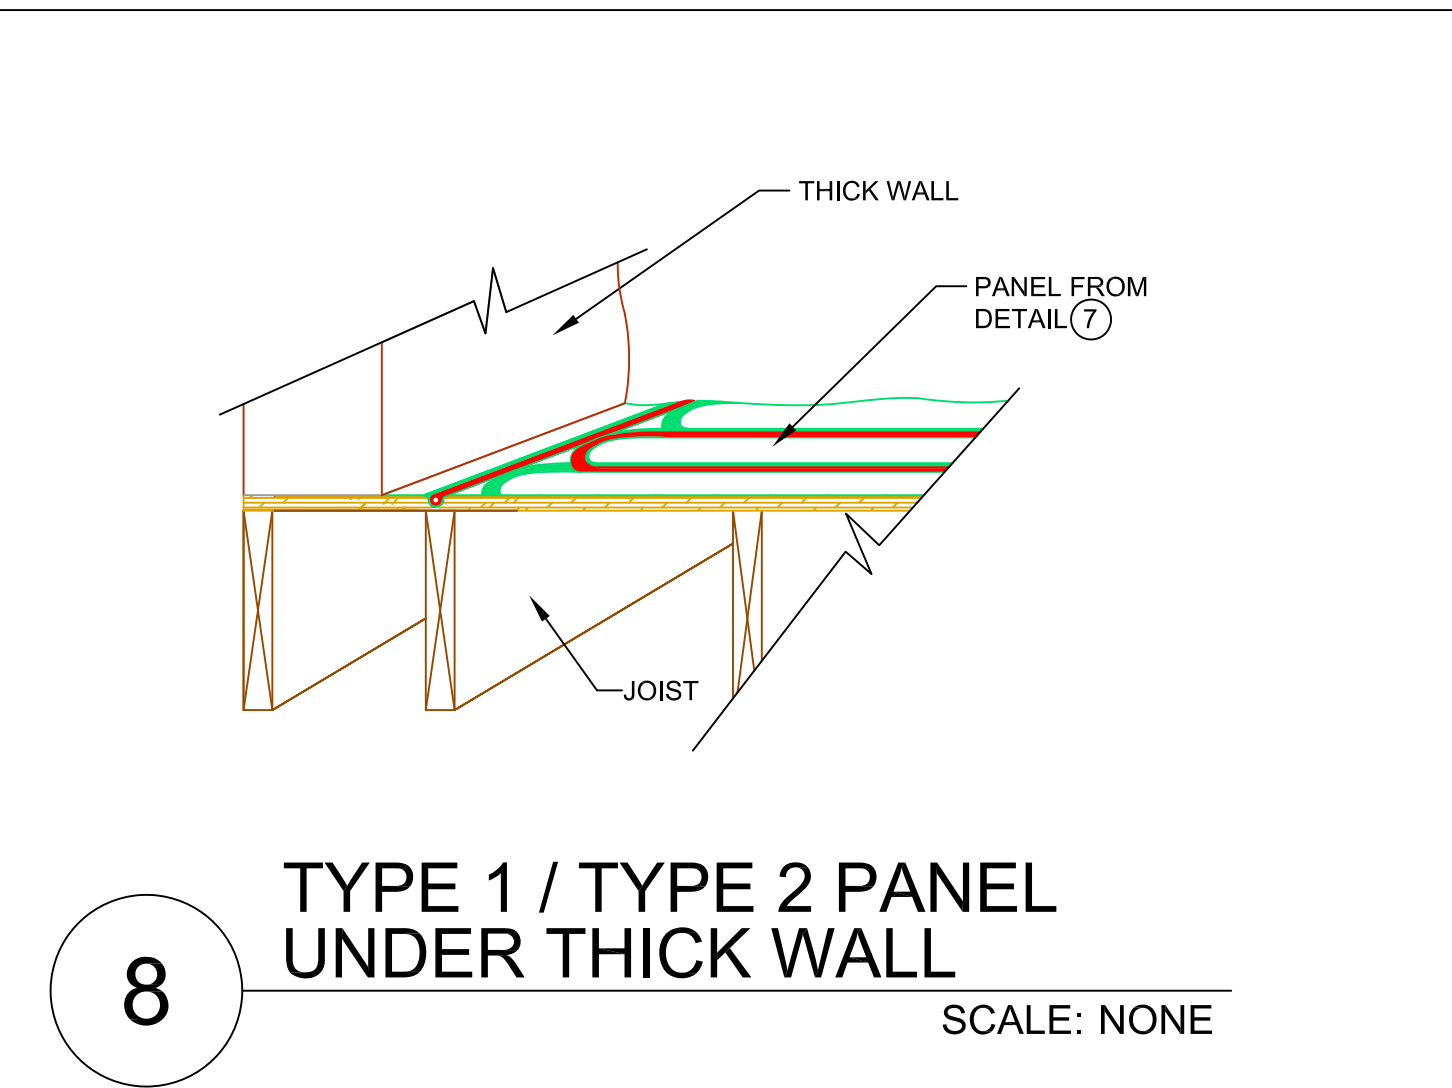 THICK WALL
PANEL FROM
DETAIL 7
JOIST
TYPE 1 / TYPE 2 PANEL
UNDER THICK WALL
8
SCALE: NONE